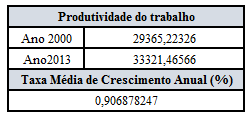 Produtividade do trabalho
Ano 2000 29365,22326
Ano2013 33321,46566
Taxa Média de Crescimento Anual (%)
0,906878247